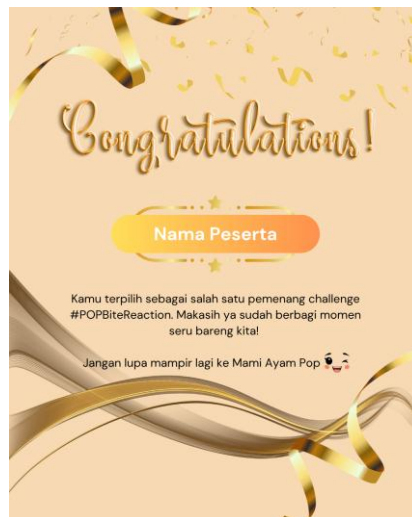 Congratulations!
Nama Peserta
Kamu terpilih sebagai salah satu pemenang challenge
#POPBiteReaction. Makasih ya sudah berbagi momen
seru bareng kita!
Jangan lupa mampir lagi ke Mami Ayam Pop